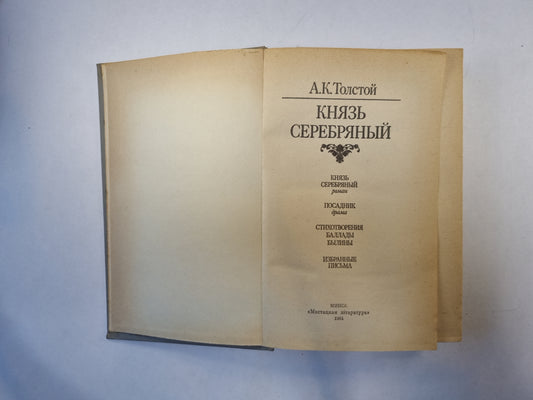 А.К.Толстой
КНЯЗЬ
СЕРЕБРЯНЫЙ
КНЯЗЬ
СЕРЕБРЯНЫЙ
роман
ПОСАДНИК
драма
СТИХОТВОРЕНИЯ
БАЛЛАДЫ
БЫЛИНЫ
ИЗБРАННЫЕ
ПИСЬМА
МИНСК
«Мастацкая літаратура»